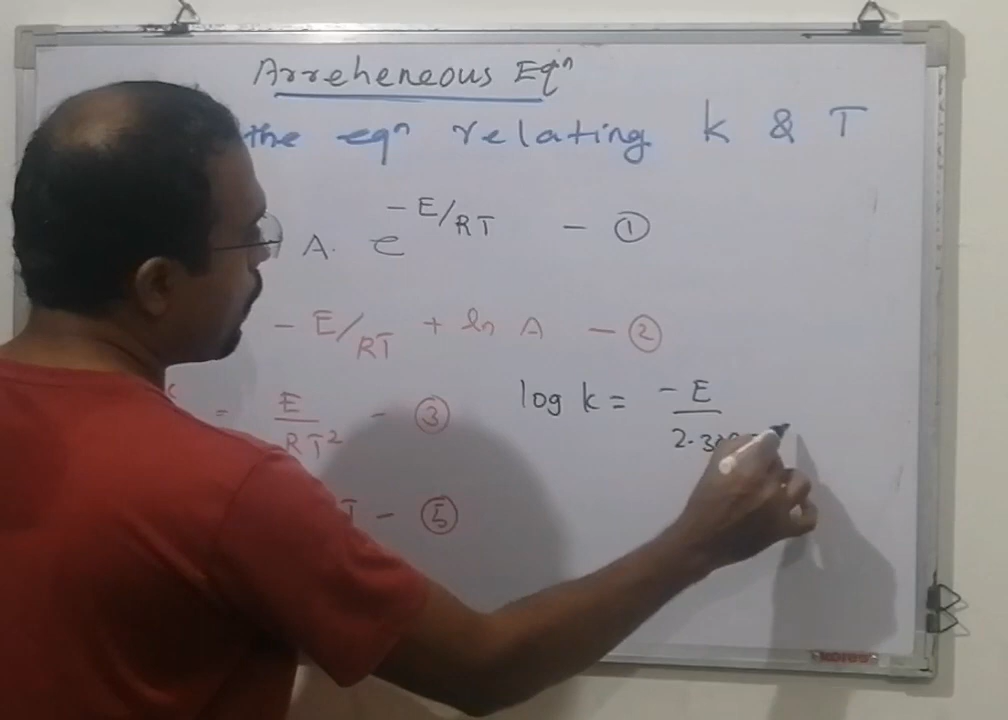 Arreheneous Eqⁿ
the eqⁿ relating k & T
A. e^-E/RT - ①
- E/RT + ln A - ②
= E/RT² - ③
log k = -E/2.3
T - ⑤